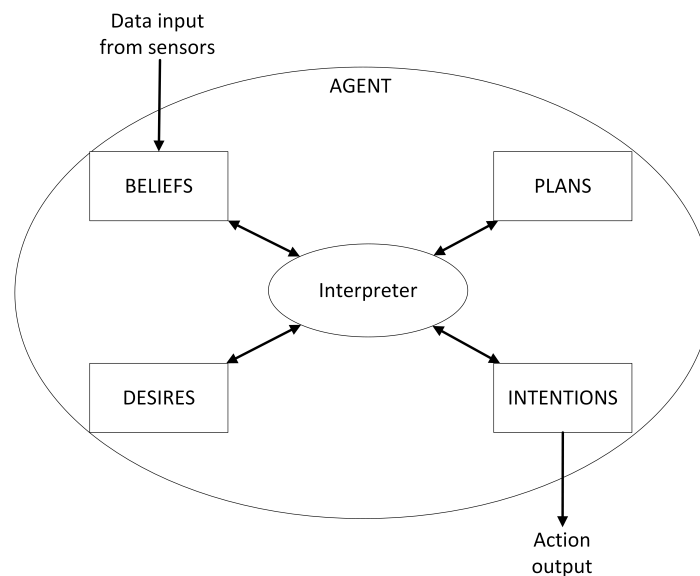 Data input
from sensors
AGENT
BELIEFS
PLANS
Interpreter
DESIRES
INTENTIONS
Action
output